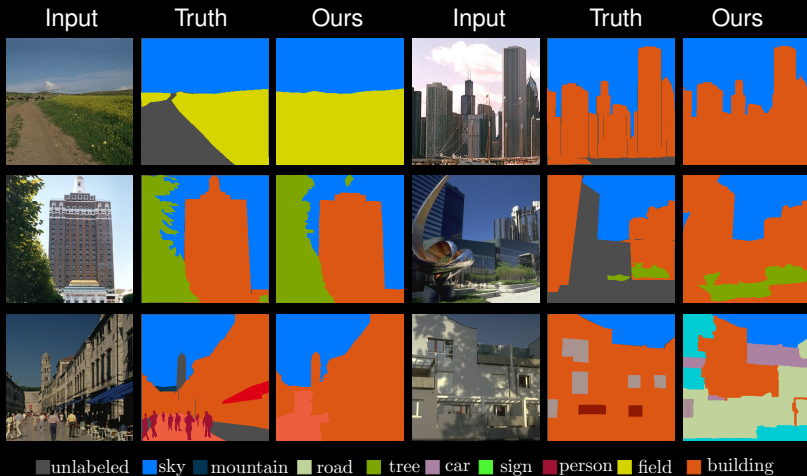 Input Truth Ours Input Truth Ours
unlabeled sky mountain road tree car sign person field building